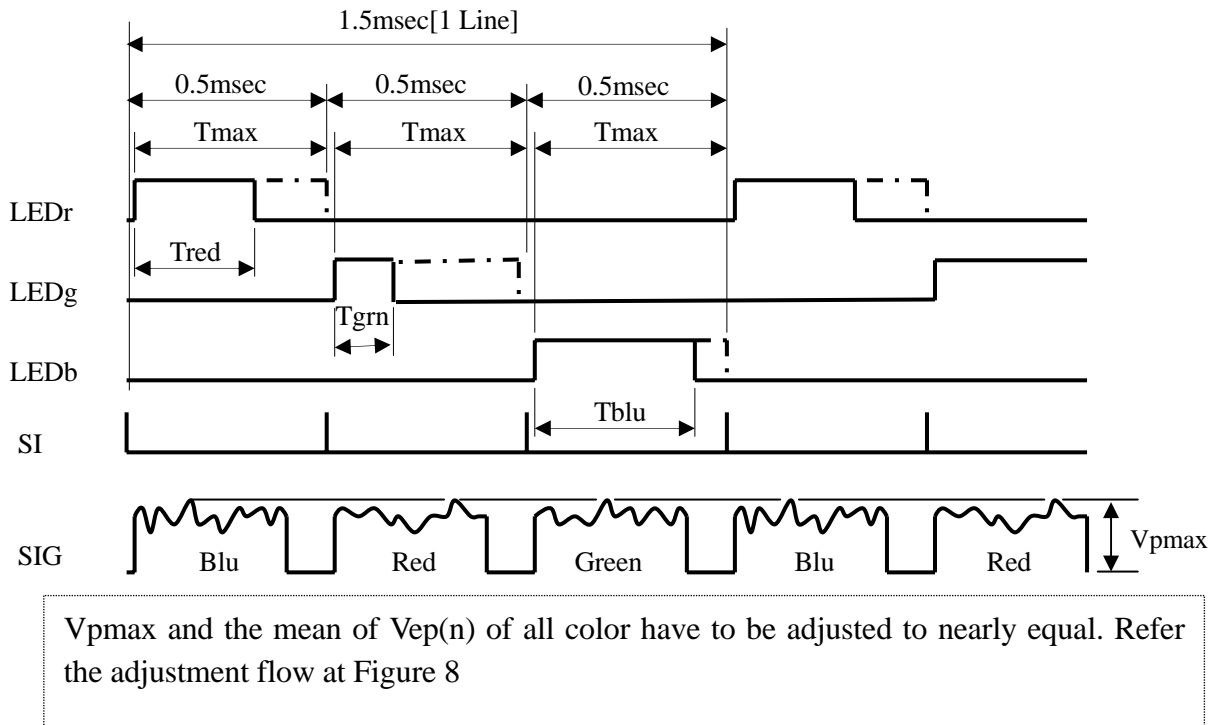 1.5msec[1 Line]
0.5msec 0.5msec 0.5msec
Tmax Tmax Tmax
LEDr
Tred
LEDg
Tgrn
LEDb
Tblu
SI
SIG Blu Red Green Blu Red Vpmax
Vpmax and the mean of Vep(n) of all color have to be adjusted to nearly equal. Refer
the adjustment flow at Figure 8